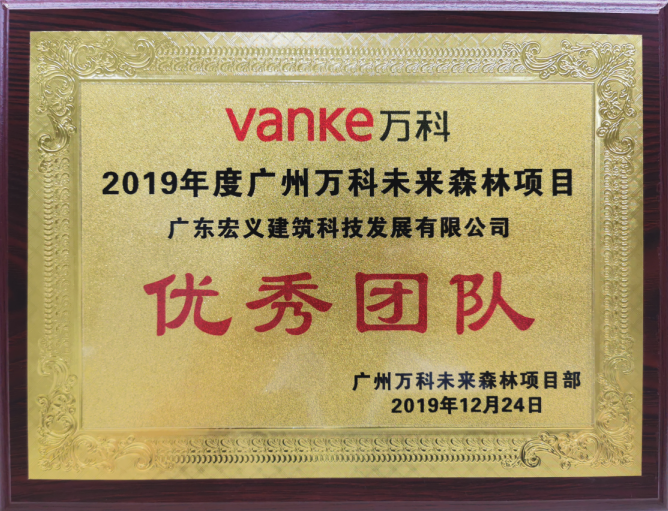 vanke万科
2019年度广州万科未来森林项目
广东宏义建筑科技发展有限公司
优秀团队
广州万科未来森林项目部
2019年12月24日